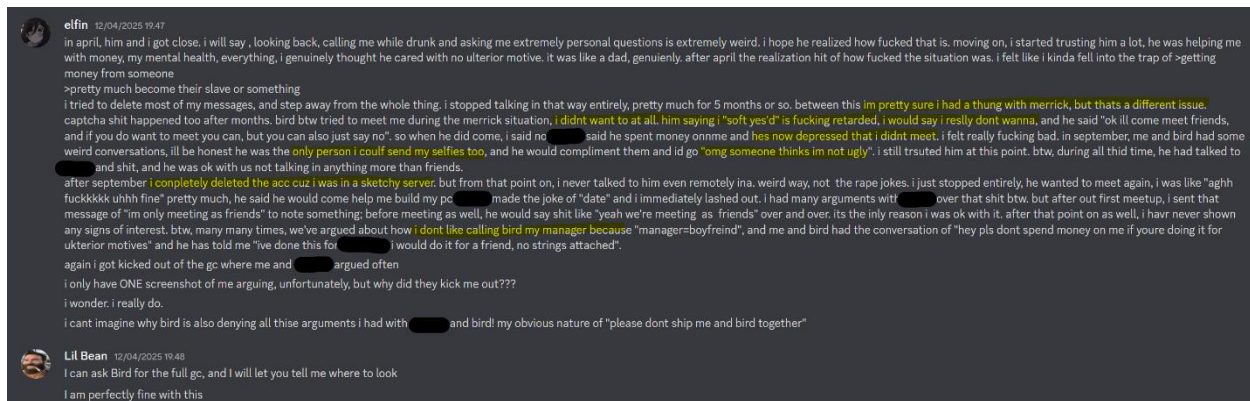 elfin 12/04/2025 19.47
in april, him and i got close. i will say , looking back, calling me while drunk and asking me extremely personal questions is extremely weird. i hope he realized how fucked that is. moving on, i started trusting him a lot, he was helping me
with money, my mental health, everything, i genuinely thought he cared with no ulterior motive. it was like a dad, genuienly. after april the realization hit of how fucked the situation was. i felt like i kinda fell into the trap of >getting
money from someone
>pretty much become their slave or something
i tried to delete most of my messages, and step away from the whole thing. i stopped talking in that way entirely, pretty much for 5 months or so. between this im pretty sure i had a thung with merrick, but thats a different issue.
captcha shit happened too after months. bird btw tried to meet me during the merrick situation, i didnt want to at all. him saying i "soft yes'd" is fucking retarded, i would say i reslly dont wanna, and he said "ok ill come meet friends,
and if you do want to meet you can, but you can also just say no". so when he did come, i said no said he spent money onnme and hes now depressed that i didnt meet. i felt really fucking bad. in september, me and bird had some
weird conversations, ill be honest he was the only person i coulf send my selfies too, and he would compliment them and id go "omg someone thinks im not ugly". i still trsuted him at this point. btw, during all thid time, he had talked to
and shit, and he was ok with us not talking in anything more than friends.
after september i conpletely deleted the acc cuz i was in a sketchy server. but from that point on, i never talked to him even remotely ina. weird way, not the rape jokes. i just stopped entirely, he wanted to meet again, i was like "aghh
fuckkkkk uhhh fine" pretty much, he said he would come help me build my pc made the joke of "date" and i immediately lashed out. i had many arguments with over that shit btw. but after out first meetup, i sent that
message of "im only meeting as friends" to note something; before meeting as well, he would say shit like "yeah we're meeting as friends" over and over. its the inly reason i was ok with it. after that point on as well, i havr never shown
any signs of interest. btw, many many times, we've argued about how i dont like calling bird my manager because "manager=boyfreind", and me and bird had the conversation of "hey pls dont spend money on me if youre doing it for
ukterior motives" and he has told me "ive done this for i would do it for a friend, no strings attached".
again i got kicked out of the gc where me and argued often
i only have ONE screenshot of me arguing, unfortunately, but why did they kick me out???
i wonder. i really do.
i cant imagine why bird is also denying all thise arguments i had with and bird! my obvious nature of "please dont ship me and bird together"
Lil Bean 12/04/2025 19.48
I can ask Bird for the full gc, and I will let you tell me where to look
I am perfectly fine with this